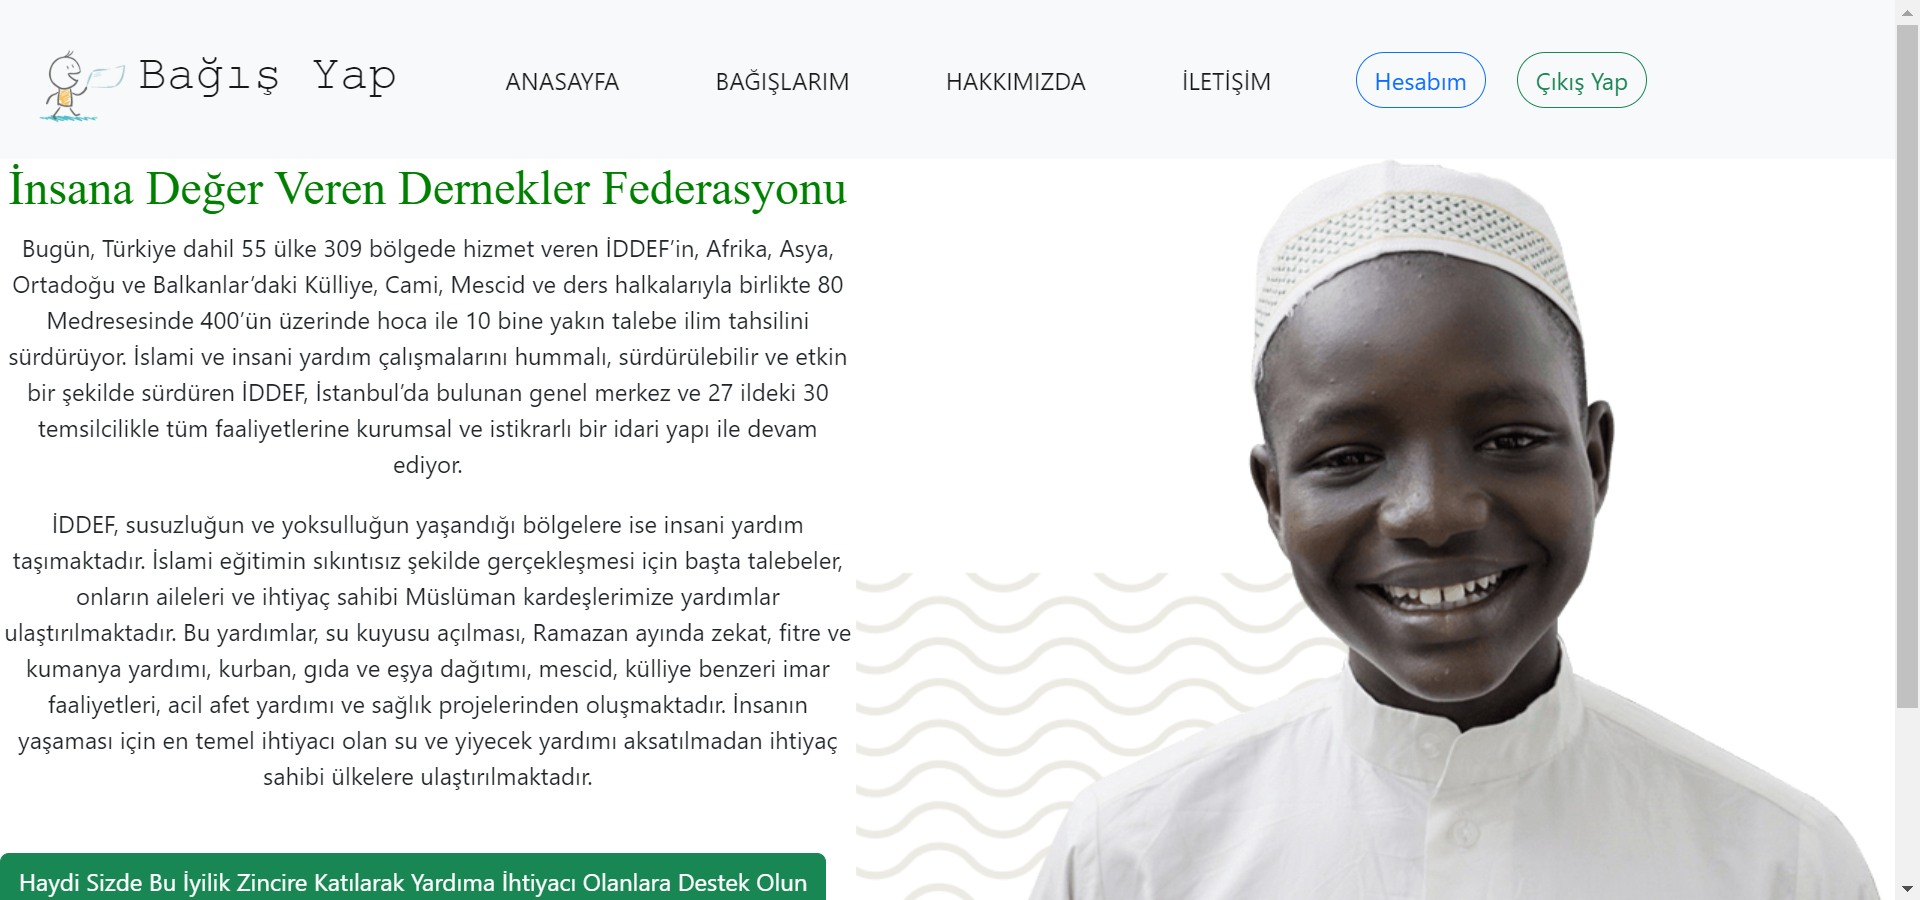 Bağış Yap
ANASAYFA
BAĞIŞLARIM
HAKKIMIZDA
İLETİŞİM
Hesabım
Çıkış Yap
İnsana Değer Veren Dernekler Federasyonu
Bugün, Türkiye dahil 55 ülke 309 bölgede hizmet veren İDDEF’in, Afrika, Asya,
Ortadoğu ve Balkanlar’daki Külliye, Cami, Mescid ve ders halkalarıyla birlikte 80
Medresesinde 400’ün üzerinde hoca ile 10 bine yakın talebe ilim tahsilini
sürdürüyor. İslami ve insani yardım çalışmalarını hummalı, sürdürülebilir ve etkin
bir şekilde sürdüren İDDEF, İstanbul’da bulunan genel merkez ve 27 ildeki 30
temsilcilikle tüm faaliyetlerine kurumsal ve istikrarlı bir idari yapı ile devam
ediyor.
İDDEF, susuzluğun ve yoksulluğun yaşandığı bölgelere ise insani yardım
taşımaktadır. İslami eğitimin sıkıntısız şekilde gerçekleşmesi için başta talebeler,
onların aileleri ve ihtiyaç sahibi Müslüman kardeşlerimize yardımlar
ulaştırılmaktadır. Bu yardımlar, su kuyusu açılması, Ramazan ayında zekat, fitre ve
kumanya yardımı, kurban, gıda ve eşya dağıtımı, mescid, külliye benzeri imar
faaliyetleri, acil afet yardımı ve sağlık projelerinden oluşmaktadır. İnsanın
yaşaması için en temel ihtiyacı olan su ve yiyecek yardımı aksatılmadan ihtiyaç
sahibi ülkelere ulaştırılmaktadır.
Haydi Sizde Bu İyilik Zincire Katılarak Yardıma İhtiyacı Olanlara Destek Olun